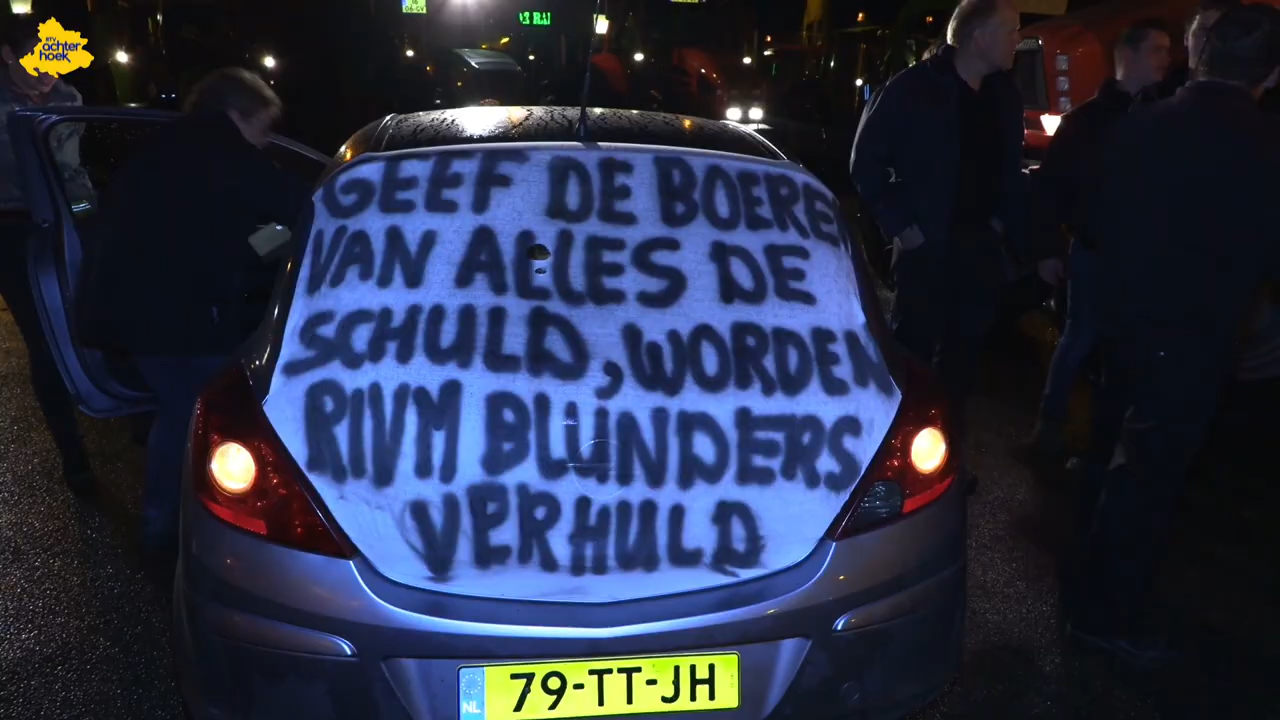 RTV
achter
hoek
GEEF DE BOEREN
VAN ALLES DE
SCHULD, WORDEN
RIVM BLUNDERS
VERHULD
NL
79-TT-JH